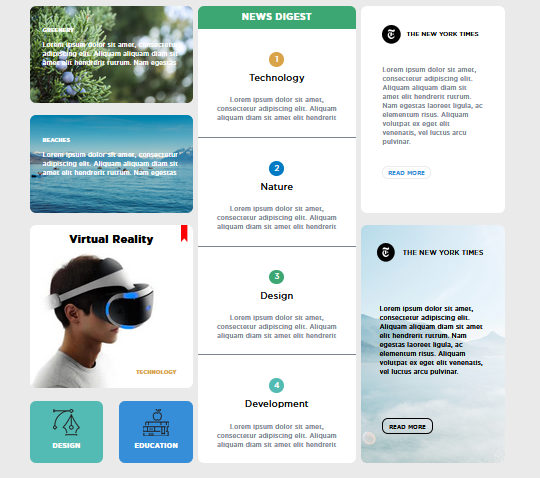 GREENERY
Lorem ipsum dolor sit amet, consectetur
adipiscing elit. Aliquam diam sit amet
elit hendrerit rutrum. Nam egestas
BEACHES
Lorem ipsum dolor sit amet, consectetur
adipiscing elit. Aliquam diam sit amet
elit hendrerit rutrum. Nam egestas
Virtual Reality
TECHNOLOGY
DESIGN
EDUCATION
NEWS DIGEST
1
Technology
Lorem ipsum dolor sit amet,
consectetur adipiscing elit.
aliquam diam sit amet elit hendrerit
2
Nature
Lorem ipsum dolor sit amet,
consectetur adipiscing elit.
aliquam diam sit amet elit hendrerit
3
Design
Lorem ipsum dolor sit amet,
consectetur adipiscing elit.
aliquam diam sit amet elit hendrerit
4
Development
Lorem ipsum dolor sit amet,
consectetur adipiscing elit.
aliquam diam sit amet elit hendrerit
THE NEW YORK TIMES
Lorem ipsum dolor sit amet,
consectetur adipiscing elit.
Aliquam diam sit amet elit
hendrerit rutrum.
Nam egestas laoreet ligula, ac
elementum risus. Aliquam
volutpat ex eget elit
venenatis, vel luctus arcu
pulvinar.
READ MORE
THE NEW YORK TIMES
Lorem ipsum dolor sit amet,
consectetur adipiscing elit.
Aliquam diam sit amet elit
hendrerit rutrum. Nam
egestas laoreet ligula, ac
elementum risus. Aliquam
volutpat ex eget elit venenatis,
vel luctus arcu pulvinar.
READ MORE